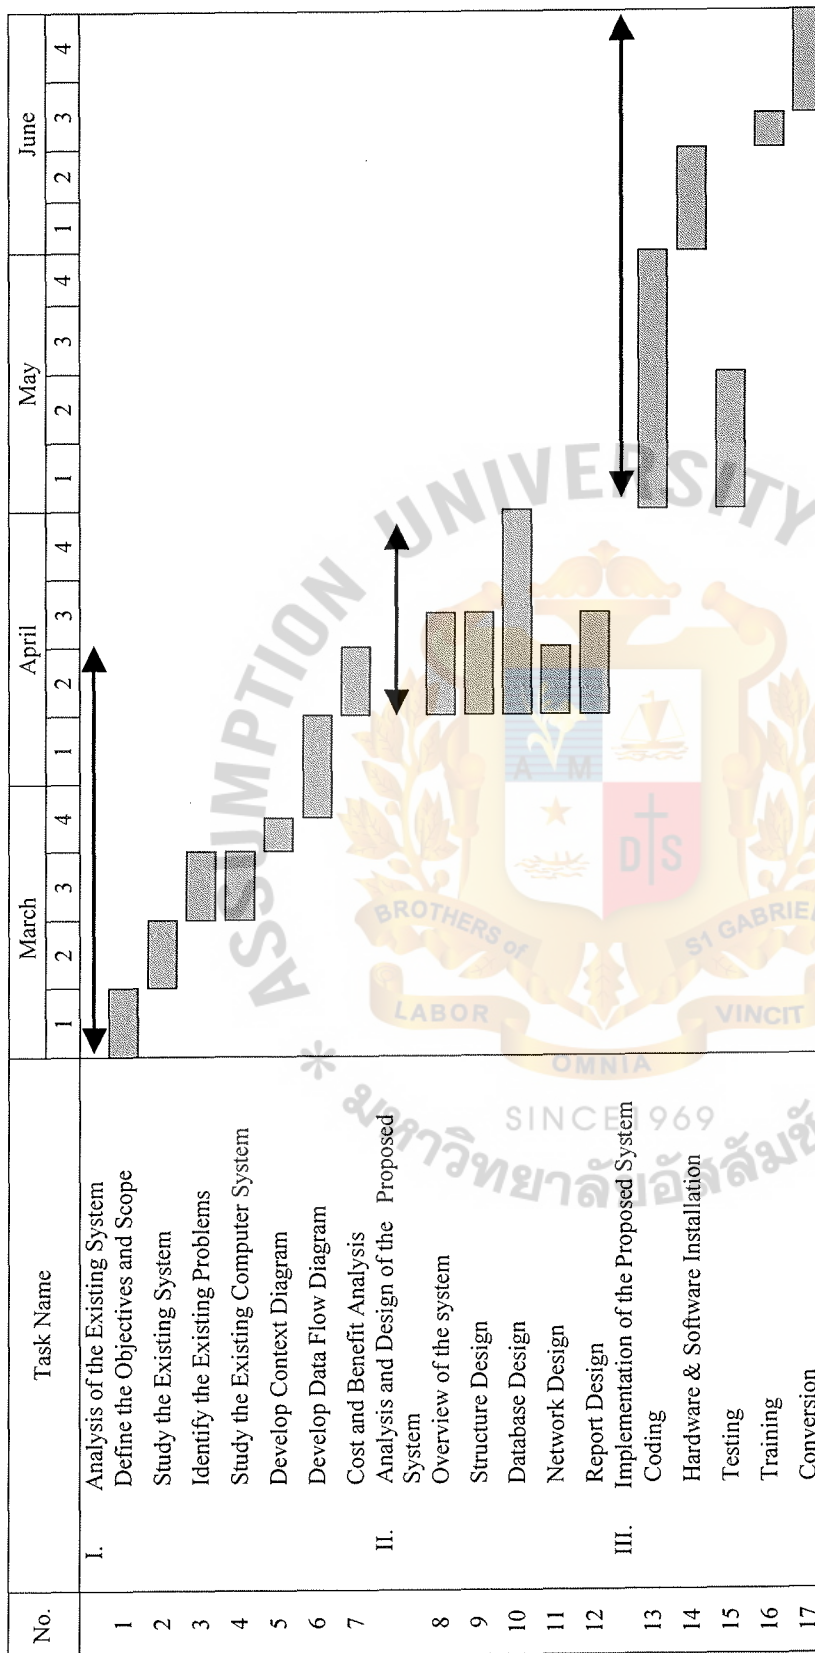 No. Task Name March April May June
1 2 3 4 1 2 3 4 1 2 3 4 1 2 3 4
I. Analysis of the Existing System
1 Define the Objectives and Scope
2 Study the Existing System
3 Identify the Existing Problems
4 Study the Existing Computer System
5 Develop Context Diagram
6 Develop Data Flow Diagram
7 Cost and Benefit Analysis
II. Analysis and Design of the Proposed
System
8 Overview of the system
9 Structure Design
10 Database Design
11 Network Design
12 Report Design
III. Implementation of the Proposed System
13 Coding
14 Hardware & Software Installation
15 Testing
16 Training
17 Conversion
ASSUMPTION UNIVERSITY
A M
D S
BROTHERS of ST GABRIEL
LABOR
OMNIA
VINCIT
SINCE 1969